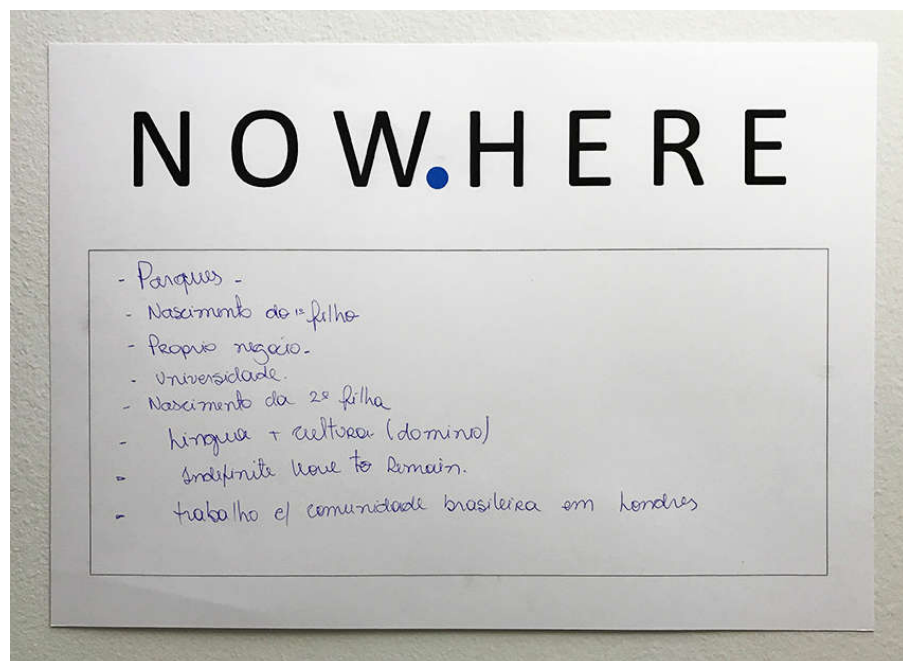 NOW.HERE
- Parques -
- Nascimento do 1º filho
- Proprio negocio.
- Universidade.
- Nascimento da 2ª filha
- Lingua + cultura (dominio)
- Indefinite Leave to Remain.
- trabalho c/ comunidade brasileira em Londres